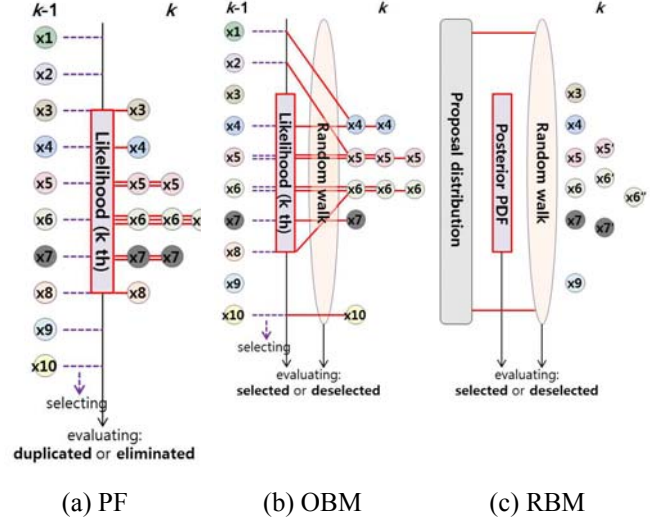 k-1 k
x1
x2
x3 x3
x4 x4
x5 x5 x5
x6 x6 x6 x
x7 x7 x7
x8 x8
x9
x10
Likelihood (k th)
selecting
evaluating:
duplicated or eliminated
(a) PF
k-1 k
x1
x2
x3
x4 x4 x4
x5 x5 x5 x5
x6 x6 x6 x6
x7 x7
x8
x9
x10 x10
Likelihood (k th)
Random walk
selecting
evaluating:
selected or deselected
(b) OBM
k
Proposal distribution
Posterior PDF
Random walk
x3
x4
x5 x5'
x6 x6' x6"
x7 x7'
x9
evaluating:
selected or deselected
(c) RBM